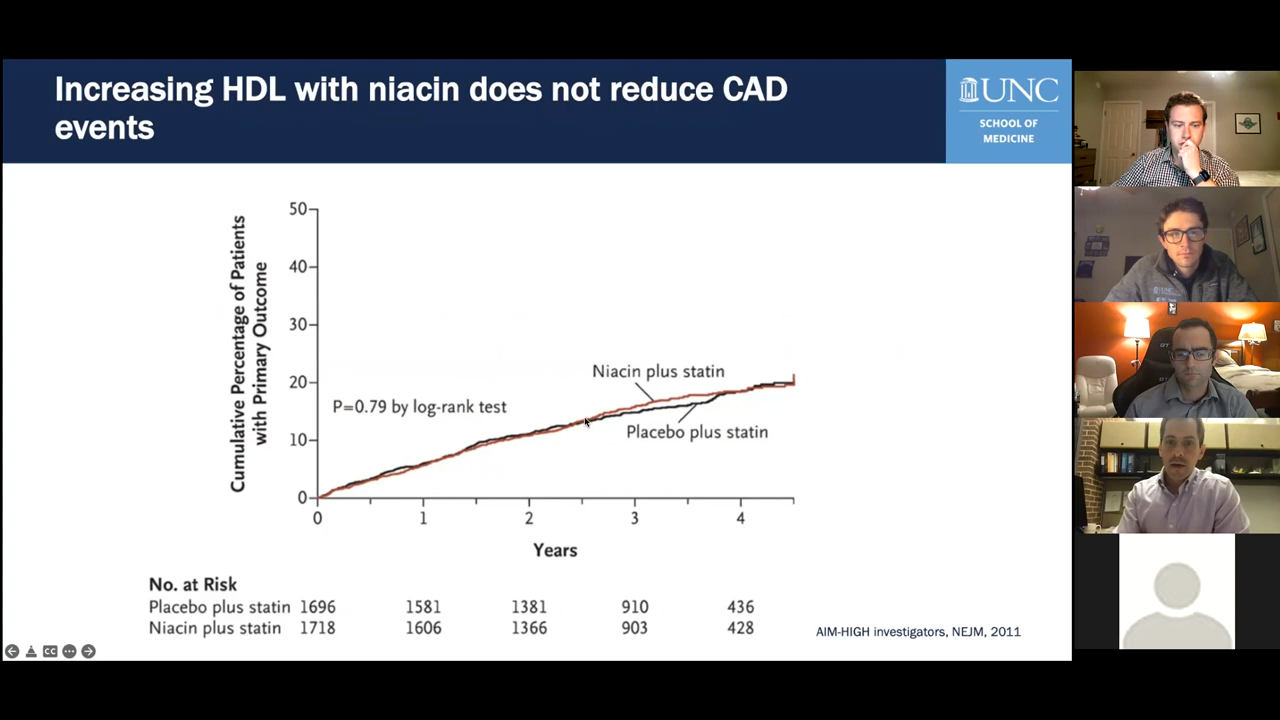 Increasing HDL with niacin does not reduce CAD
events
UNC
SCHOOL OF
MEDICINE
Cumulative Percentage of Patients
with Primary Outcome
50
40
30
20
10
0
Niacin plus statin
P=0.79 by log-rank test
Placebo plus statin
0 1 2 3 4
Years
No. at Risk
Placebo plus statin 1696 1581 1381 910 436
Niacin plus statin 1718 1606 1366 903 428
AIM-HIGH investigators, NEJM, 2011
CC